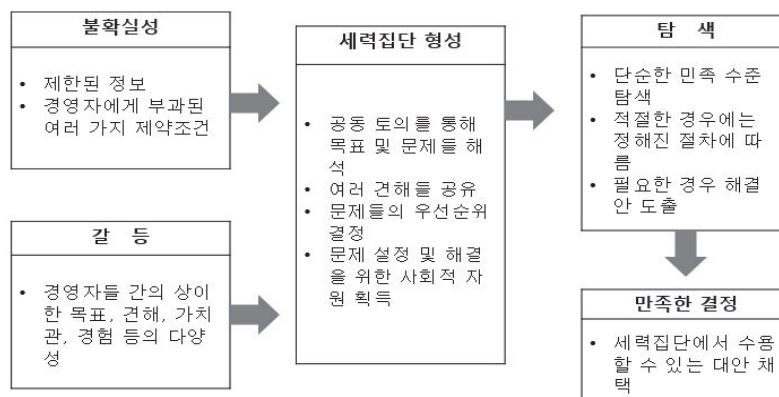 불확실성
• 제한된 정보
• 경영자에게 부과된
여러 가지 제약조건
갈 등
• 경영자들 간의 상이
한 목표, 견해, 가치
관, 경험 등의 다양
성
세력집단 형성
• 공동 토의를 통해
목표 및 문제들 해
석
• 여러 견해들 공유
• 문제들의 우선순위
결정
• 문제 설정 및 해결
을 위한 사회적 자
원 획득
탐 색
• 단순한 민족 수준
탐색
• 적절한 경우에는
정해진 절차에 따
름
• 필요한 경우 해결
안 도출
만족한 결정
• 세력집단에서 수용
할 수 있는 대안 채
택